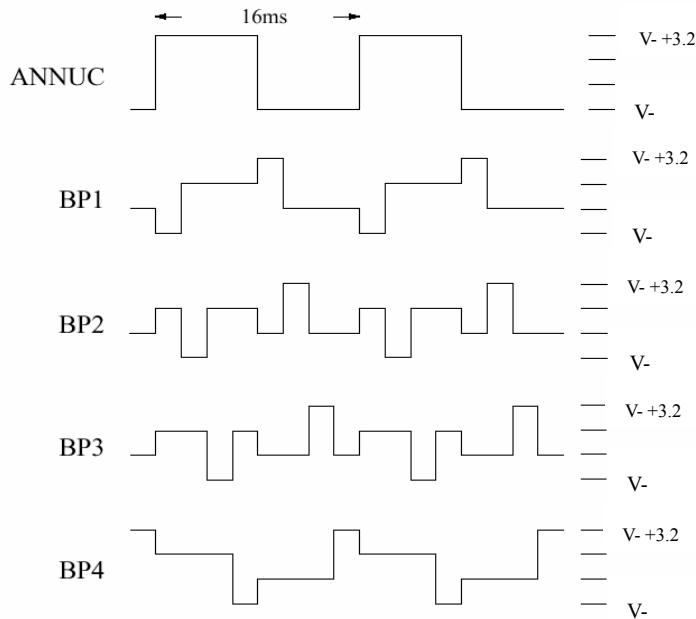 16ms
ANNUC
V- +3.2
V-
BP1
V- +3.2
V-
BP2
V- +3.2
V-
BP3
V- +3.2
V-
BP4
V- +3.2
V-